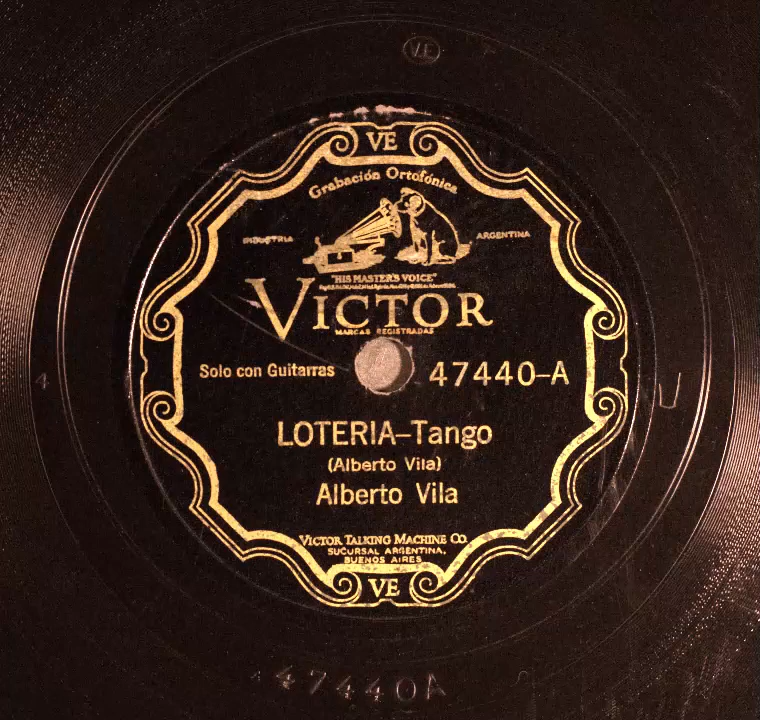 VE
VE
Grabación Ortofónica
INDUSTRIA
ARGENTINA
"HIS MASTER'S VOICE"
VICTOR
MARCAS REGISTRADAS
Solo con Guitarras
47440-A
4
U
LOTERIA-Tango
(Alberto Vila)
Alberto Vila
VICTOR TALKING MACHINE CO.
SUCURSAL ARGENTINA,
BUENOS AIRES
VE
47440A